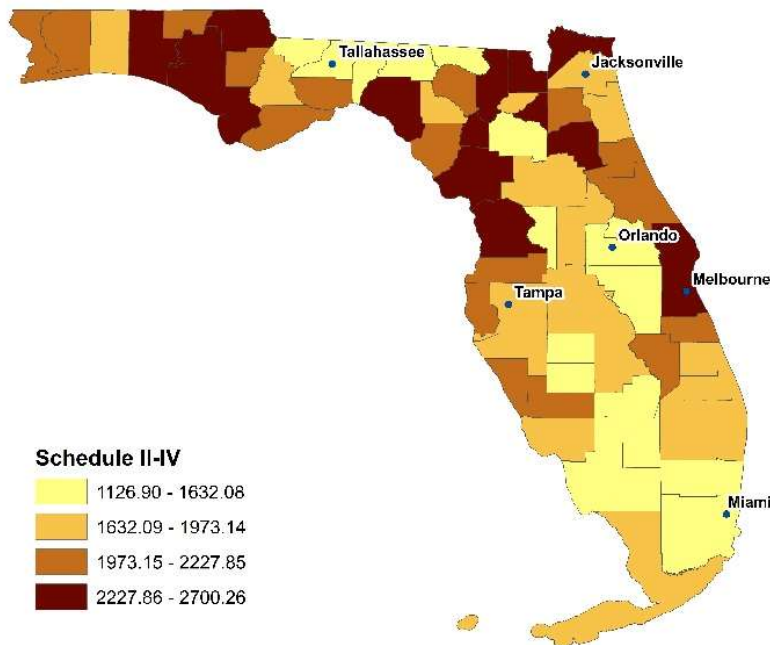 Tallahassee
Jacksonville
Orlando
Melbourne
Tampa
Schedule II-IV
1126.90 - 1632.08
1632.09 - 1973.14
Miami
1973.15 - 2227.85
2227.86 - 2700.26